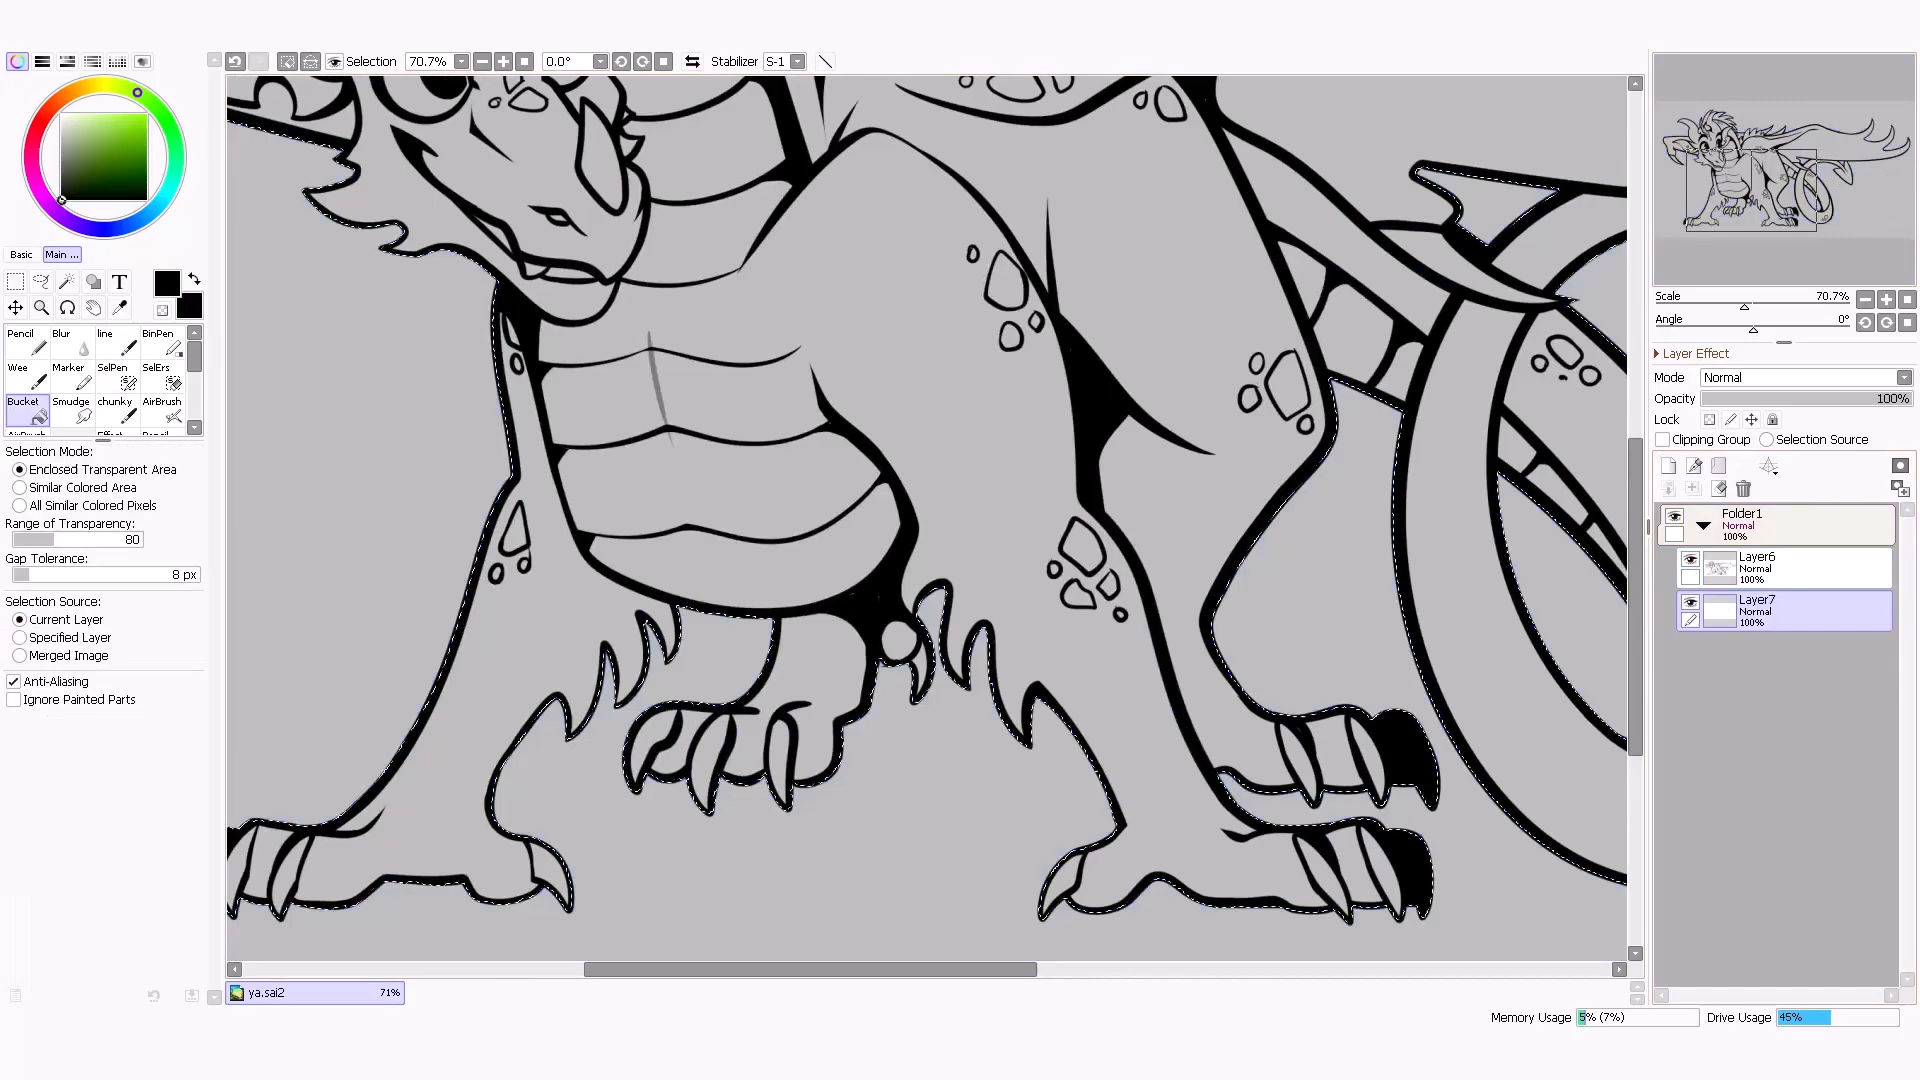 Selection 70.7% 0.0° Stabilizer S-1
Basic Main ...
T
Pencil Blur line BinPen
Wee Marker SelPen SelErs
Bucket Smudge chunky AirBrush
Selection Mode:
Enclosed Transparent Area
Similar Colored Area
All Similar Colored Pixels
Range of Transparency:
80
Gap Tolerance:
8 px
Selection Source:
Current Layer
Specified Layer
Merged Image
Anti-Aliasing
Ignore Painted Parts
ya.sai2 71%
Scale 70.7%
Angle 0°
Layer Effect
Mode Normal
Opacity 100%
Lock
Clipping Group Selection Source
Folder1
Normal
100%
Layer6
Normal
100%
Layer7
Normal
100%
Memory Usage 5% (7%) Drive Usage 45%